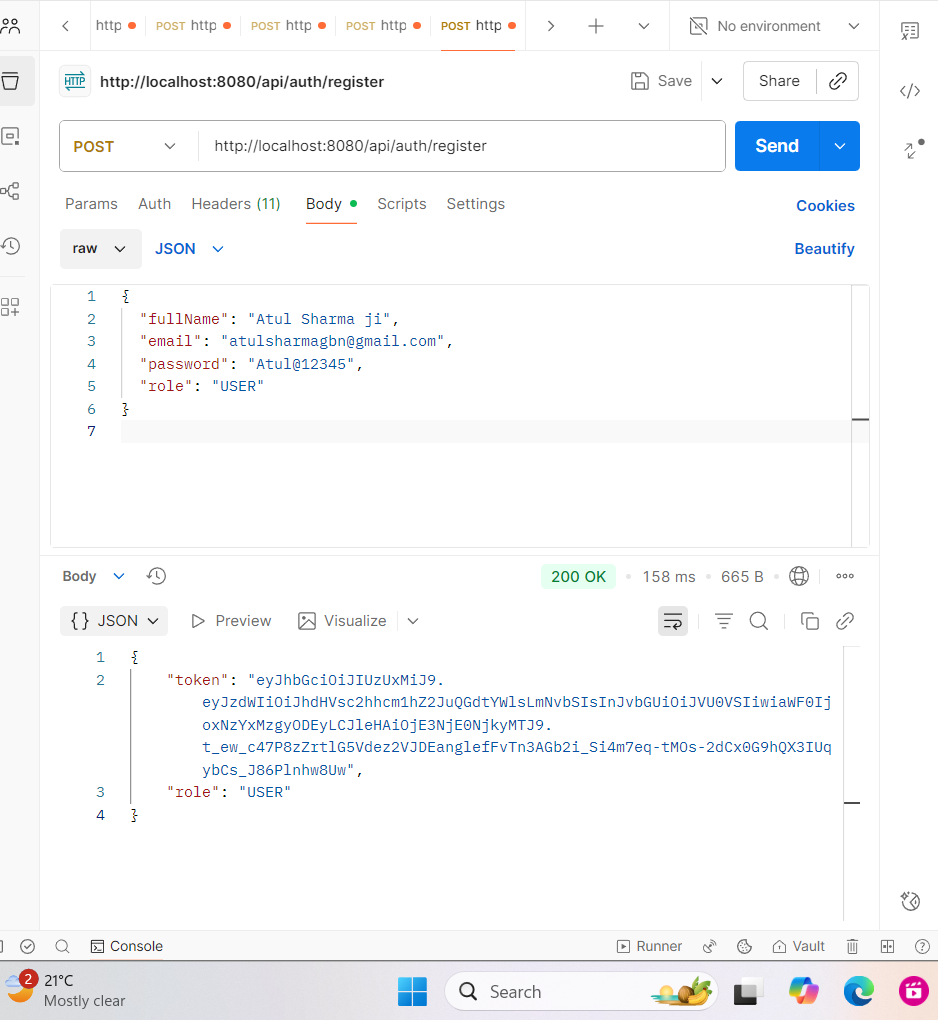 http POST http POST http POST http POST http No environment
HTTP http://localhost:8080/api/auth/register Save Share
POST http://localhost:8080/api/auth/register Send
Params Auth Headers (11) Body Scripts Settings Cookies
raw JSON Beautify
1 {
2 "fullName": "Atul Sharma ji",
3 "email": "atulsharmagbn@gmail.com",
4 "password": "Atul@12345",
5 "role": "USER"
6 }
7
Body 200 OK 158 ms 665 B
{} JSON Preview Visualize
1 {
2 "token": "eyJhbGciOiJIUzUxMiJ9.
eyJzdWIiOiJhdHVsc2hhcm1hZ2JuQGdtYWlsLmNvbSIsInJvbGUiOiJVU0VSIiwiaWF0Ij
oxNzYxMzgyODEyLCJleHAiOjE3NjE0NjkyMTJ9.
t_ew_c47P8zZrtlG5Vdez2VJDEanglefFvTn3AGb2i_Si4m7eq-tMOs-2dCx0G9hQX3IUq
ybCs_J86Plnhw8Uw",
3 "role": "USER"
4 }
Console Runner Vault
2 21°C
Mostly clear
Search